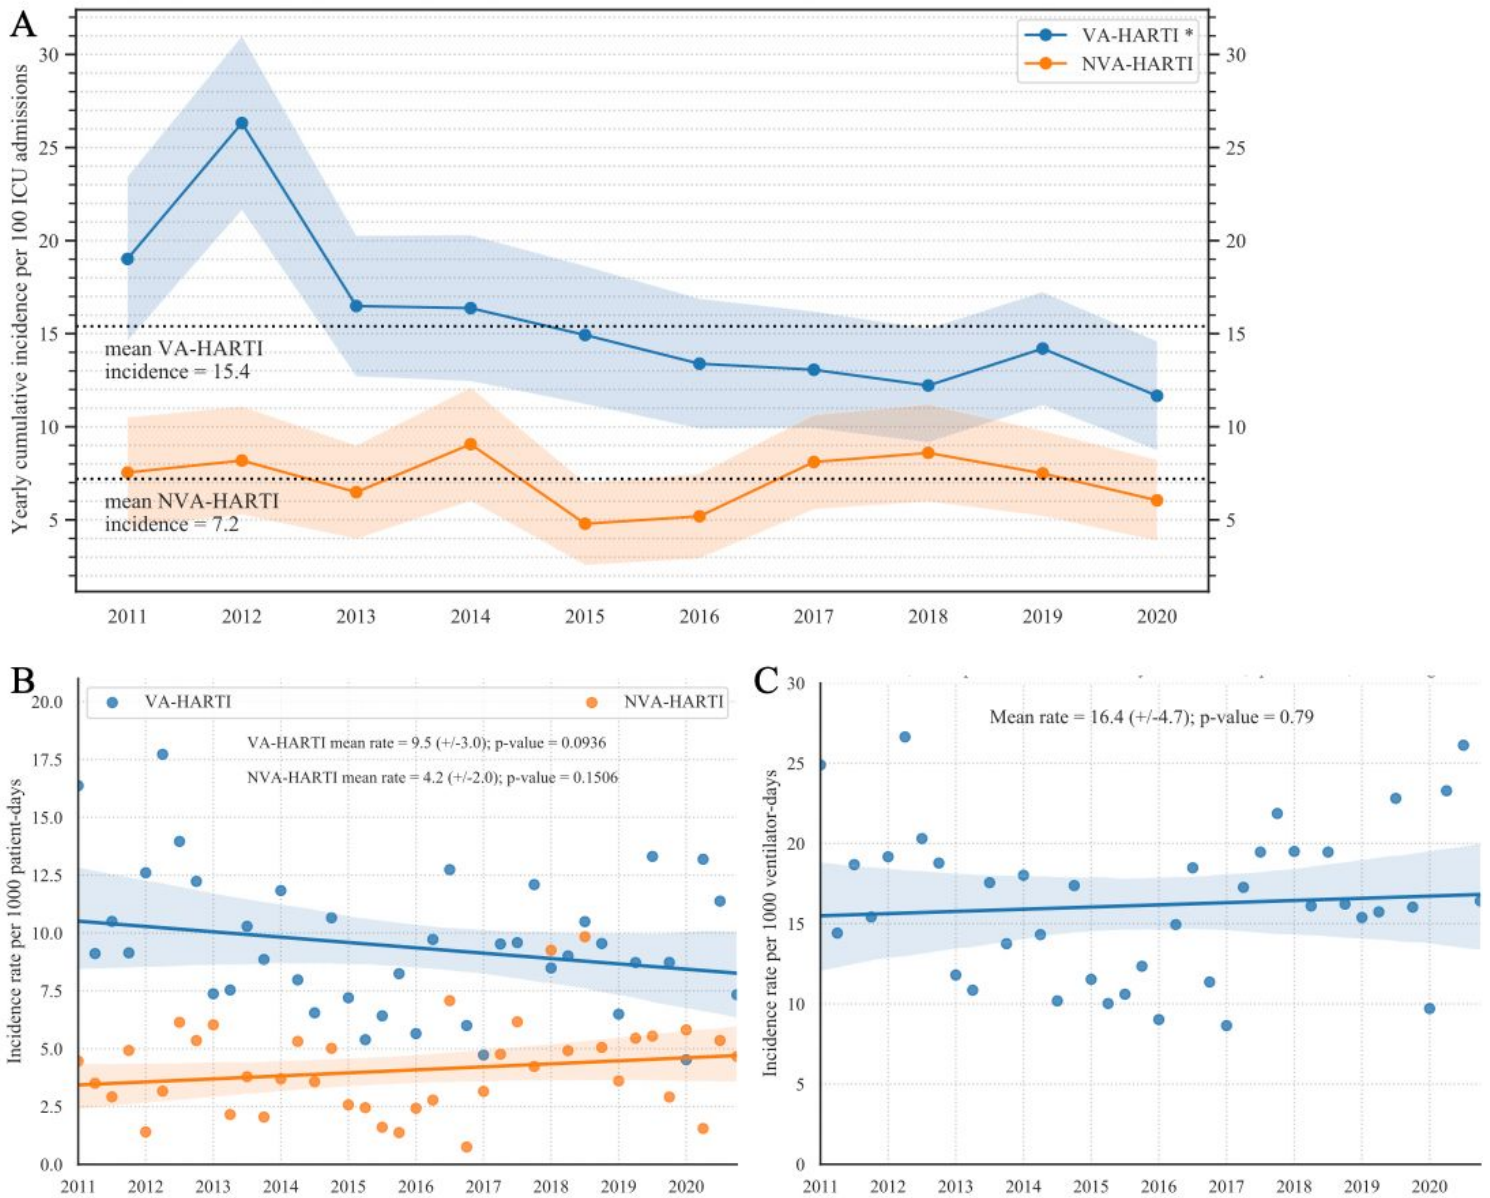 A
VA-HARTI *
NVA-HARTI
Yearly cumulative incidence per 100 ICU admissions
30
25
20
15
10
5
30
25
20
15
10
5
mean VA-HARTI
incidence = 15.4
mean NVA-HARTI
incidence = 7.2
2011 2012 2013 2014 2015 2016 2017 2018 2019 2020
B
VA-HARTI NVA-HARTI
VA-HARTI mean rate = 9.5 (+/-3.0); p-value = 0.0936
NVA-HARTI mean rate = 4.2 (+/-2.0); p-value = 0.1506
Incidence rate per 1000 patient-days
20.0
17.5
15.0
12.5
10.0
7.5
5.0
2.5
0.0
2011 2012 2013 2014 2015 2016 2017 2018 2019 2020
C
Mean rate = 16.4 (+/-4.7); p-value = 0.79
Incidence rate per 1000 ventilator-days
30
25
20
15
10
5
0
2011 2012 2013 2014 2015 2016 2017 2018 2019 2020